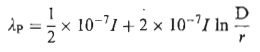 λP = 1/2 × 10⁻⁷I + 2 × 10⁻⁷I ln D/r